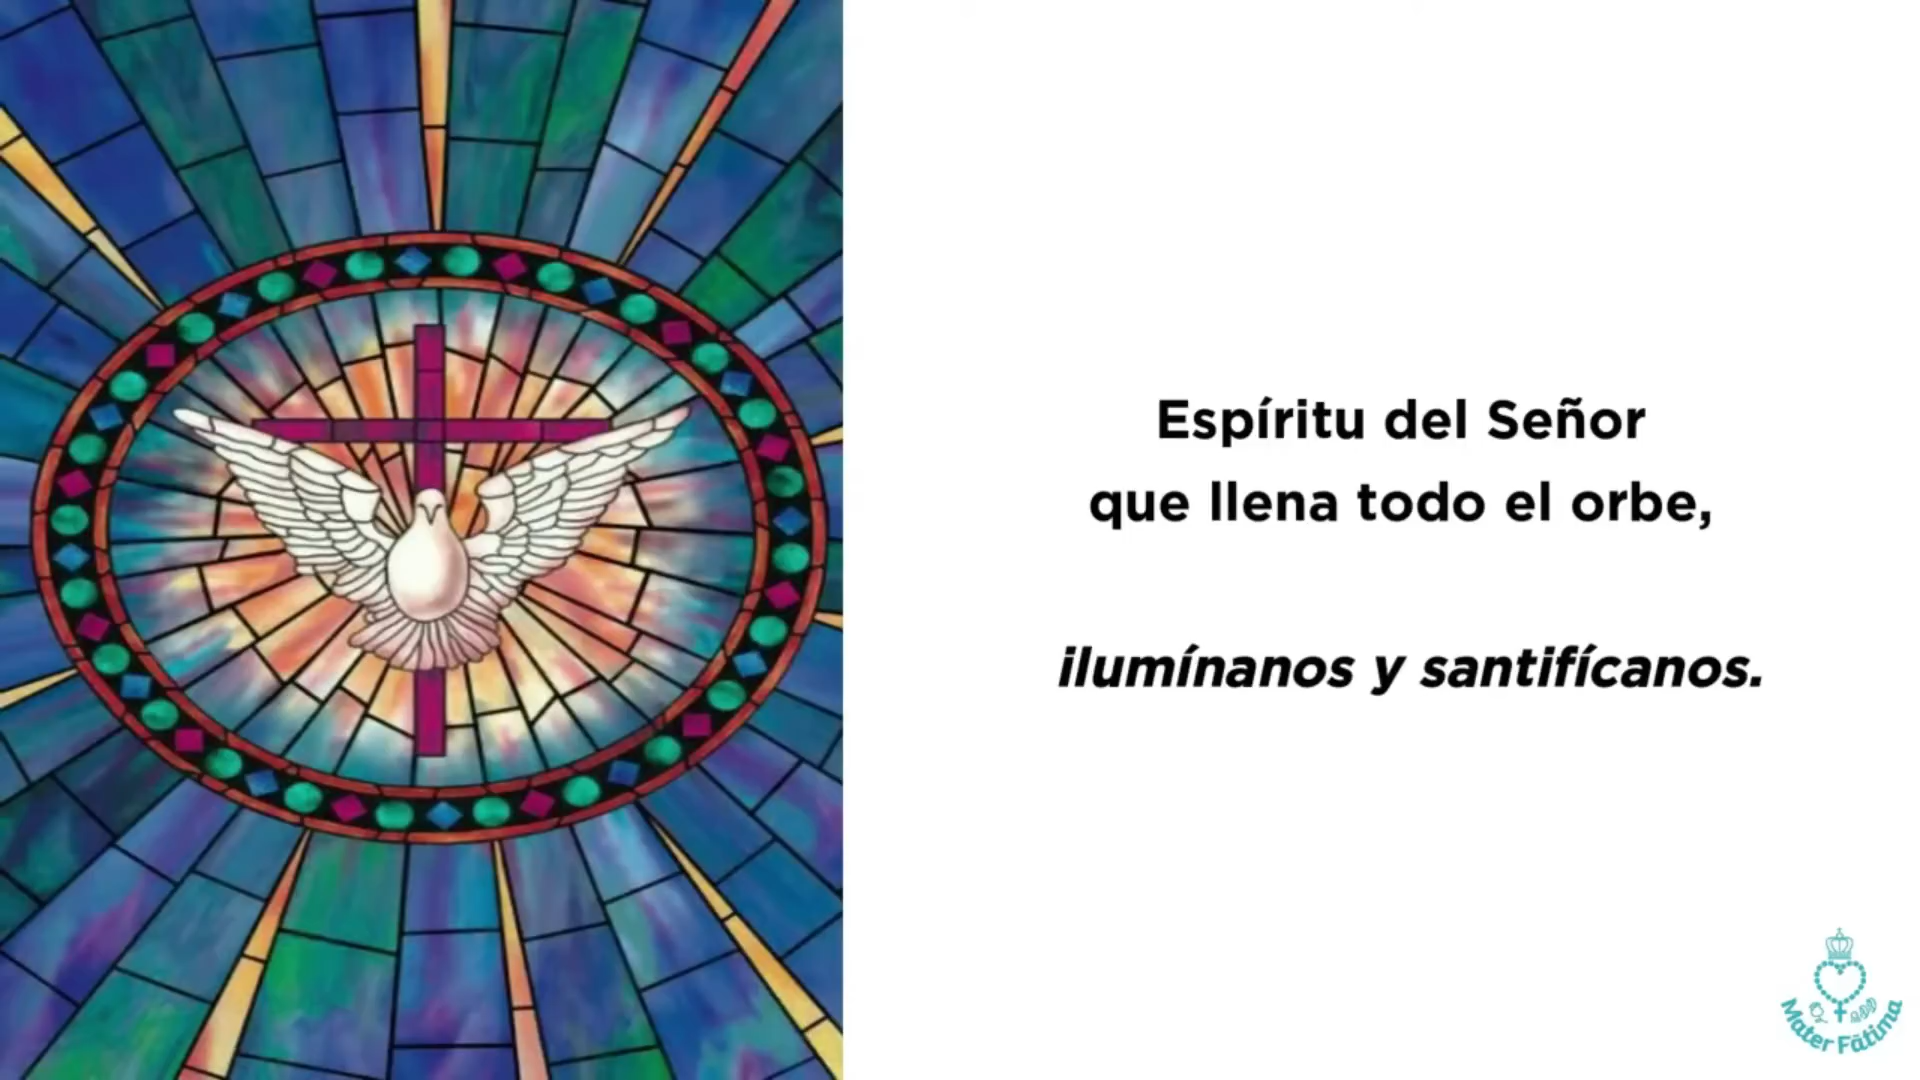 Espíritu del Señor
que llena todo el orbe,
ilumínanos y santifícanos.
Mater Fátima